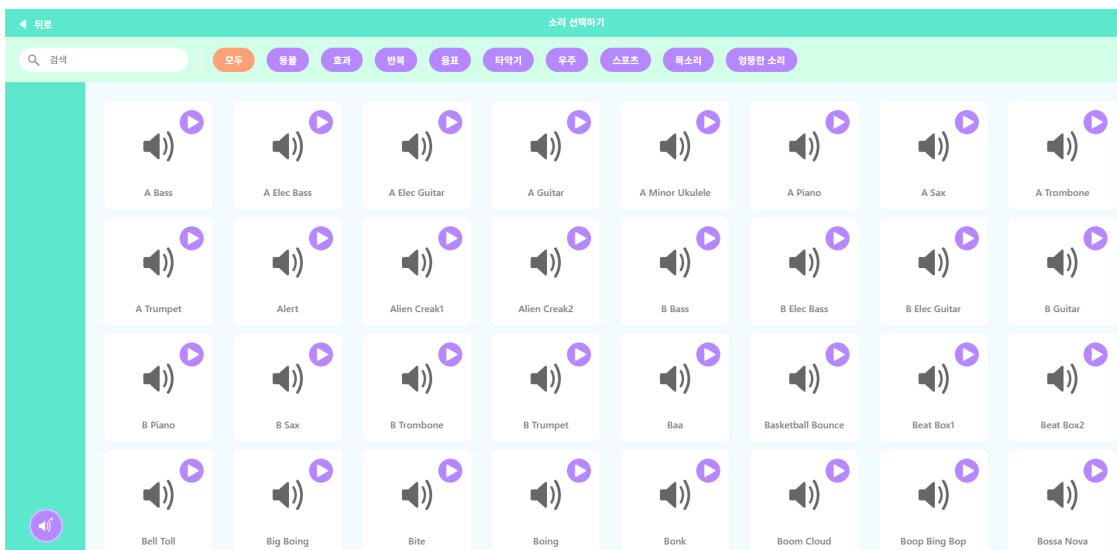 뒤로
소리 선택하기
검색
모두 동물 효과 반복 음표 타악기 우주 스포츠 목소리 엉뚱한 소리
A Bass A Elec Bass A Elec Guitar A Guitar A Minor Ukulele A Piano A Sax A Trombone
A Trumpet Alert Alien Creak1 Alien Creak2 B Bass B Elec Bass B Elec Guitar B Guitar
B Piano B Sax B Trombone B Trumpet Baa Basketball Bounce Beat Box1 Beat Box2
Bell Toll Big Boing Bite Boing Bonk Boom Cloud Boop Bing Bop Bossa Nova